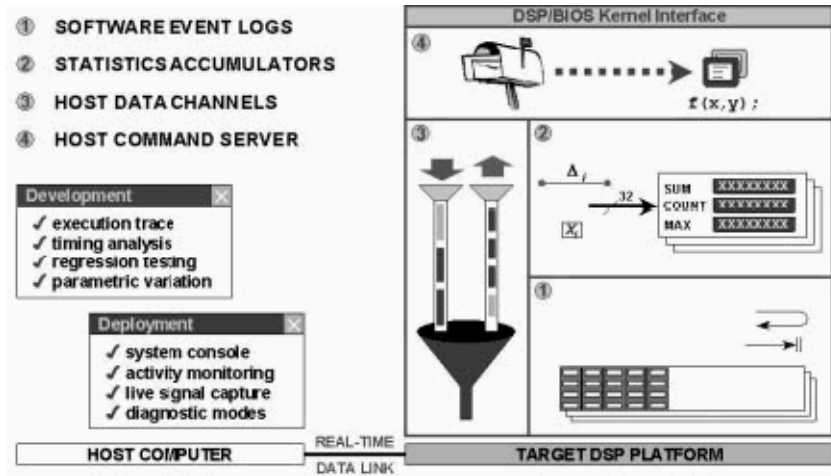 ① SOFTWARE EVENT LOGS
② STATISTICS ACCUMULATORS
③ HOST DATA CHANNELS
④ HOST COMMAND SERVER
Development
✓ execution trace
✓ timing analysis
✓ regression testing
✓ parametric variation
Deployment
✓ system console
✓ activity monitoring
✓ live signal capture
✓ diagnostic modes
HOST COMPUTER
REAL-TIME
DATA LINK
DSP/BIOS Kernel Interface
④
f(x,y);
③
②
Δ
32
SUM XXXXXXXX
COUNT XXXXXXXX
MAX XXXXXXXX
①
TARGET DSP PLATFORM